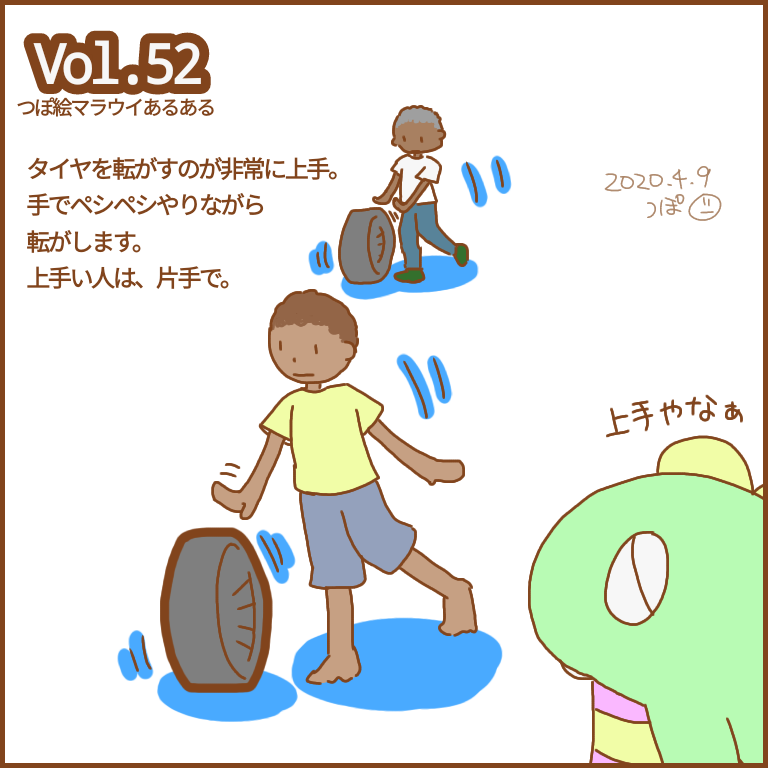 Vol.52
つぽ絵マラウイあるある
タイヤを転がすのが非常に上手。
手でペシペシやりながら
転がします。
上手い人は、片手で。
2020.4.9
つぽ
上手やなぁ